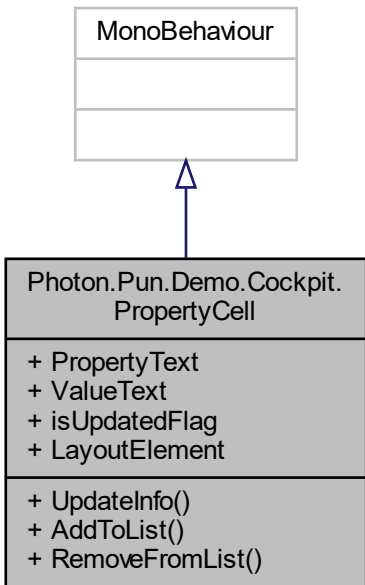 MonoBehaviour
Photon.Pun.Demo.Cockpit.
PropertyCell
+ PropertyText
+ ValueText
+ isUpdatedFlag
+ LayoutElement
+ UpdateInfo()
+ AddToList()
+ RemoveFromList()